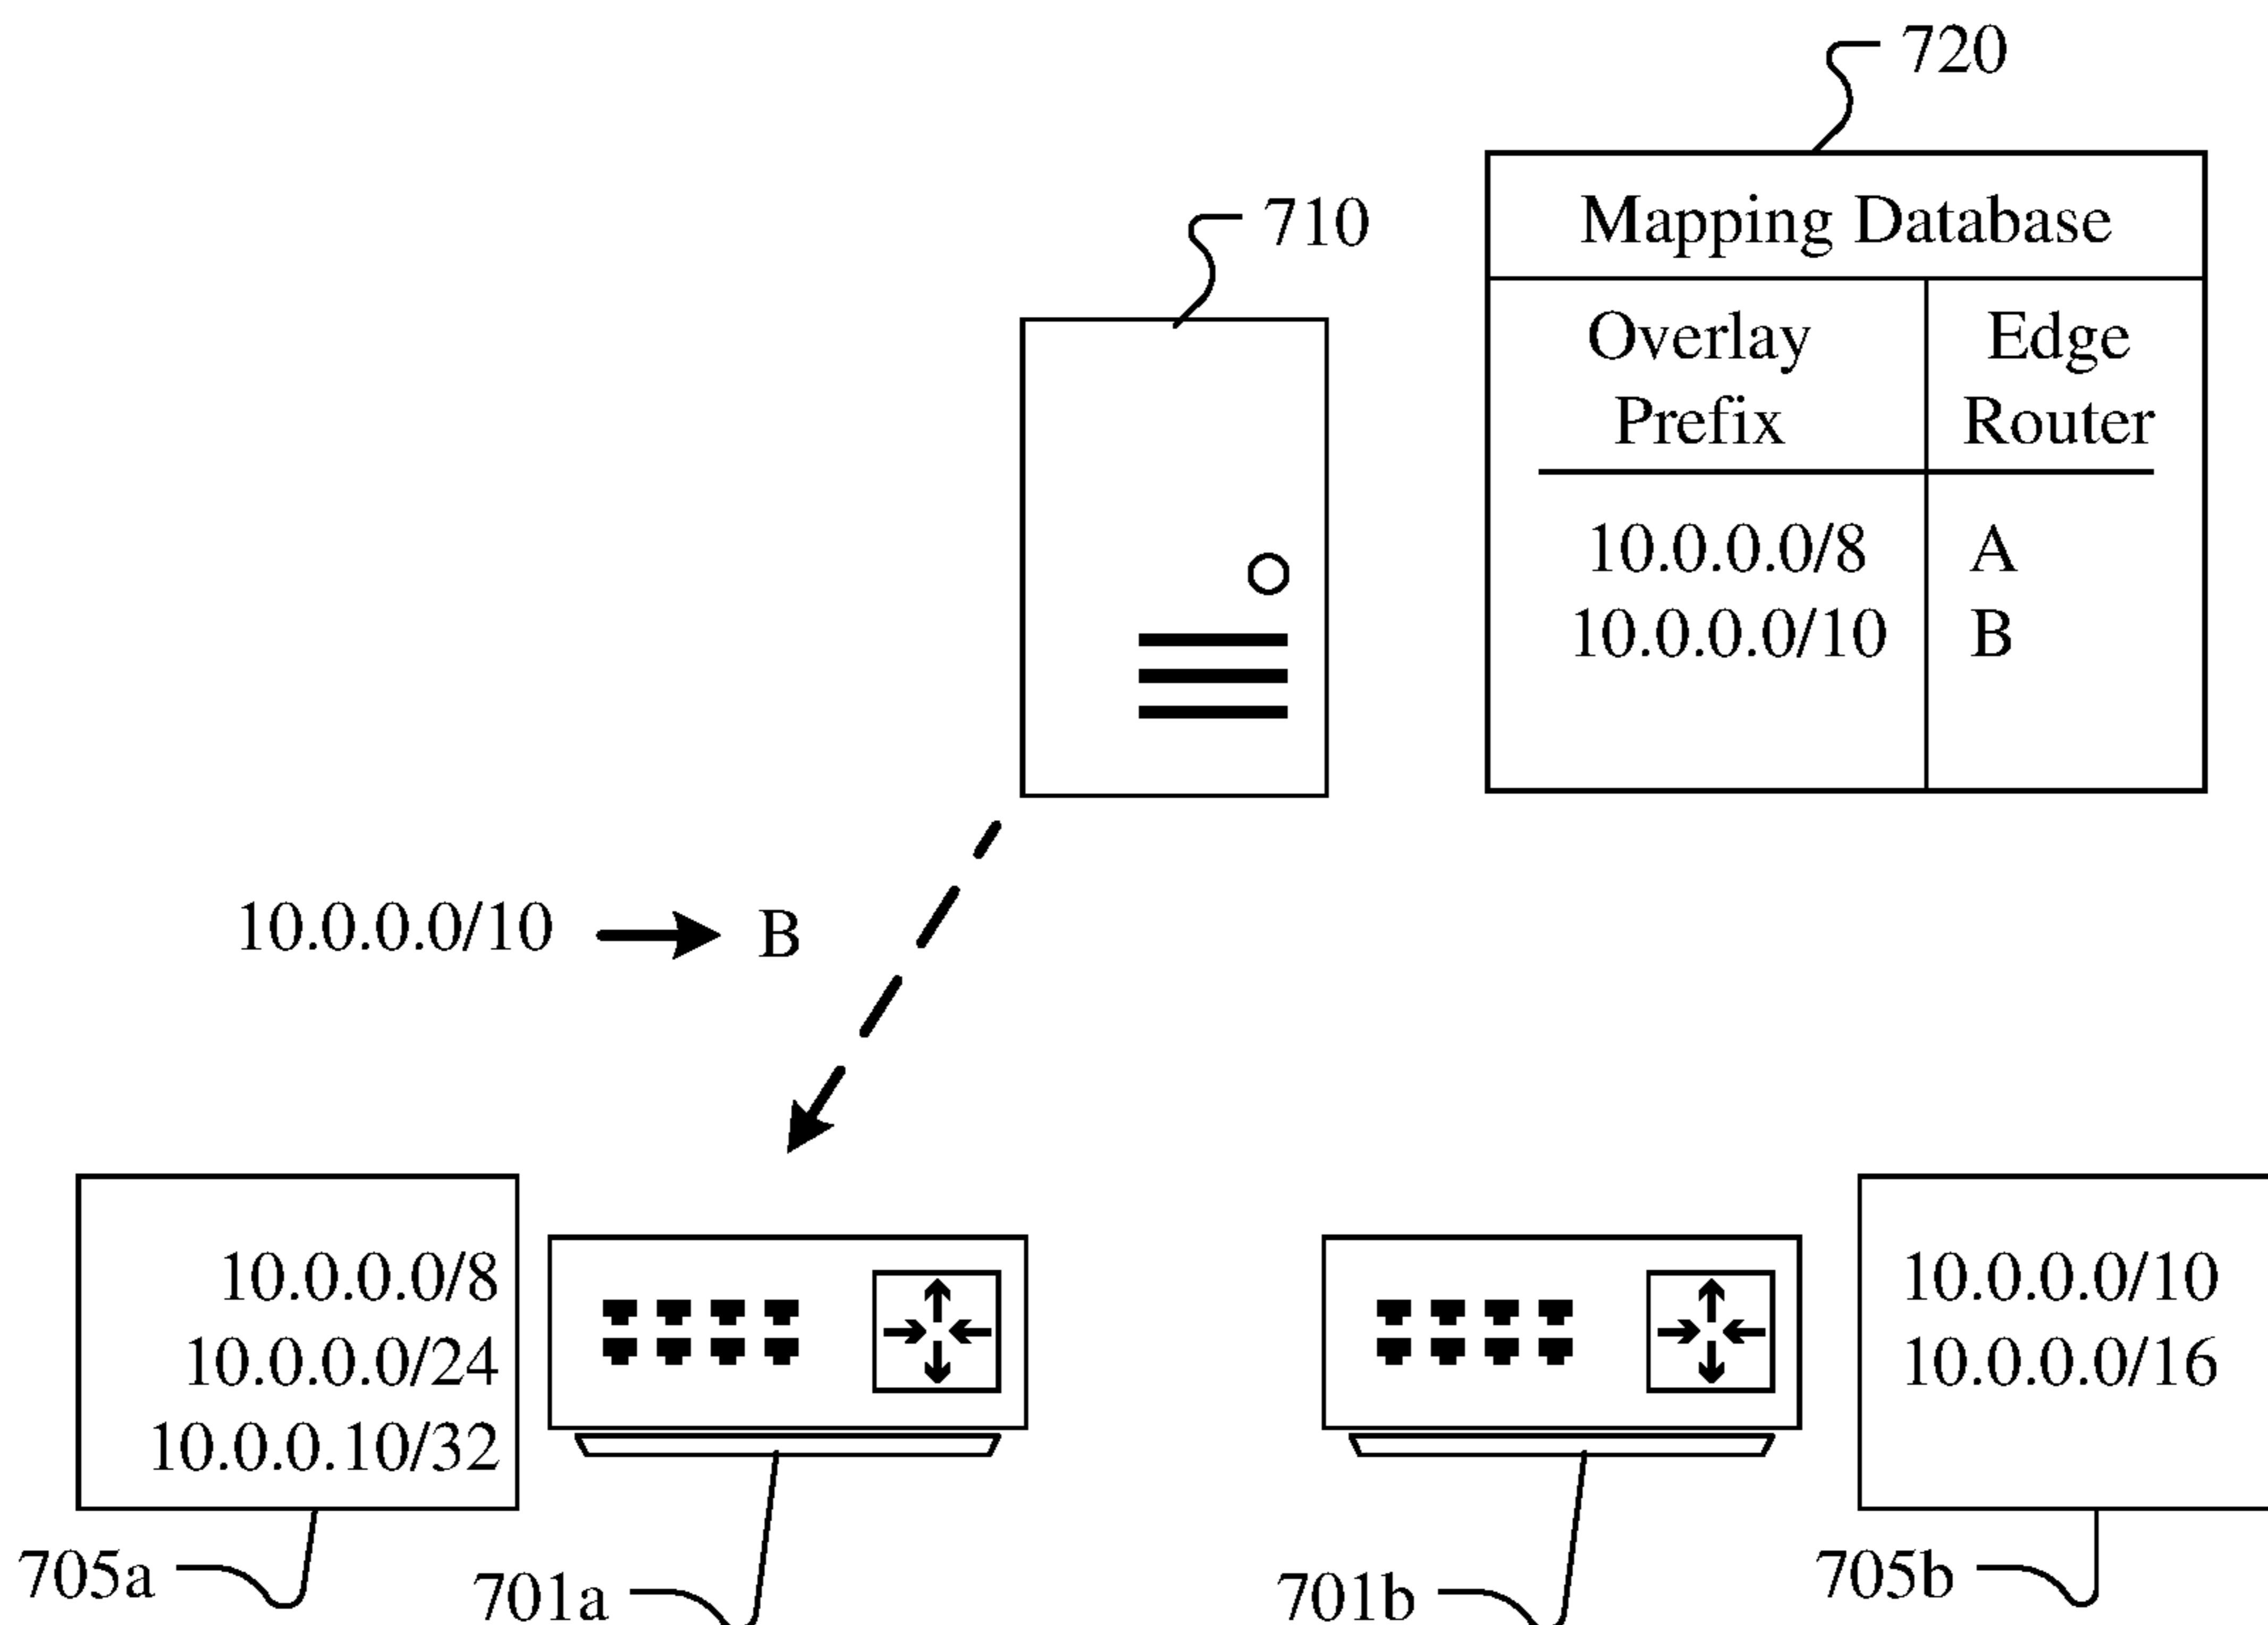 720
710
Mapping Database
Overlay Prefix
Edge Router
10.0.0.0/8 A
10.0.0.0/10 B
10.0.0.0/10 → B
10.0.0.0/8
10.0.0.0/24
10.0.0.10/32
10.0.0.0/10
10.0.0.0/16
705a
701a
701b
705b